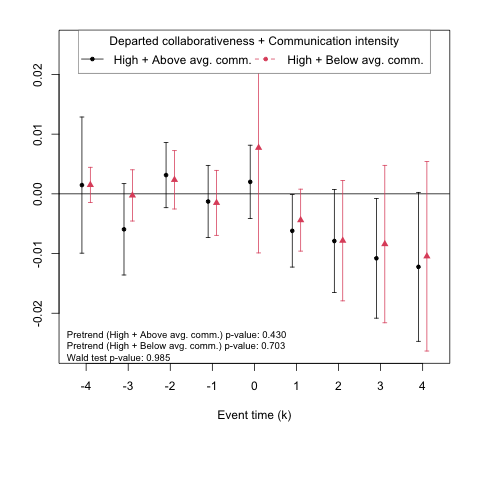 Departed collaborativeness + Communication intensity
High + Above avg. comm. High + Below avg. comm.
0.02
0.01
0.00
-0.01
-0.02
Pretrend (High + Above avg. comm.) p-value: 0.430
Pretrend (High + Below avg. comm.) p-value: 0.703
Wald test p-value: 0.985
-4 -3 -2 -1 0 1 2 3 4
Event time (k)